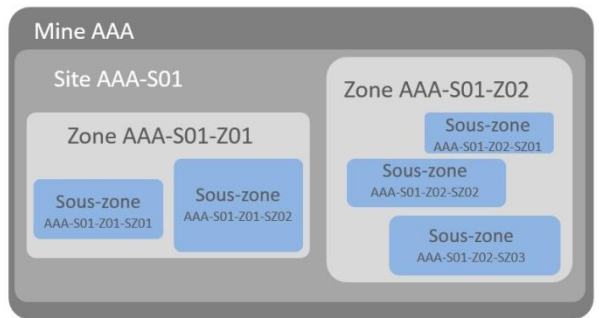 Mine AAA
Site AAA-S01
Zone AAA-S01-Z01
Sous-zone
AAA-S01-Z01-SZ01
Sous-zone
AAA-S01-Z01-SZ02
Zone AAA-S01-Z02
Sous-zone
AAA-S01-Z02-SZ01
Sous-zone
AAA-S01-Z02-SZ02
Sous-zone
AAA-S01-Z02-SZ03